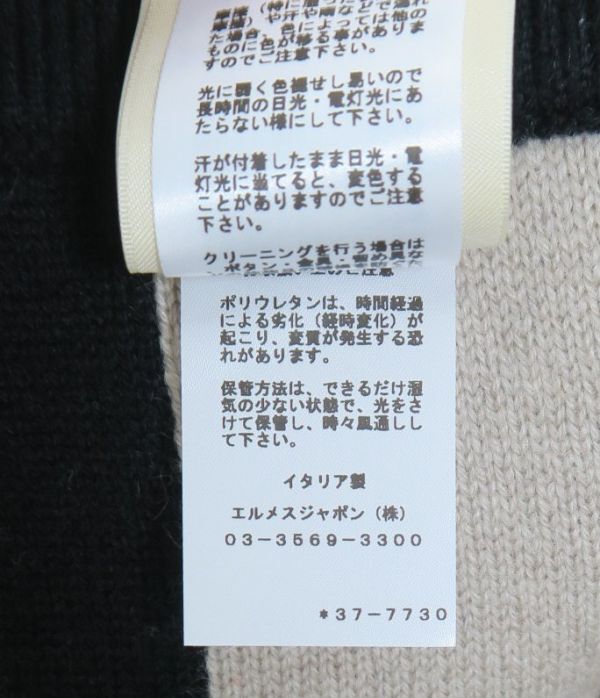 た場合、色によっては他の
ものに色が移る事がありま
すのでご注意下さい。
光に弱く色褪せし易いので
長時間の日光・電灯光にあ
たらない様にして下さい。
汗が付着したまま日光・電
灯光に当てると、変色する
ことがありますのでご注意
下さい。
クリーニングを行う場合は
ポリウレタンは、時間経過
による劣化（経時変化）が
起こり、変質が発生する恐
れがあります。
保管方法は、できるだけ湿
気の少ない状態で、光をさ
けて保管し、時々風通しし
て下さい。
イタリア製
エルメスジャポン（株）
０３－３５６９－３３００
＊３７－７７３０